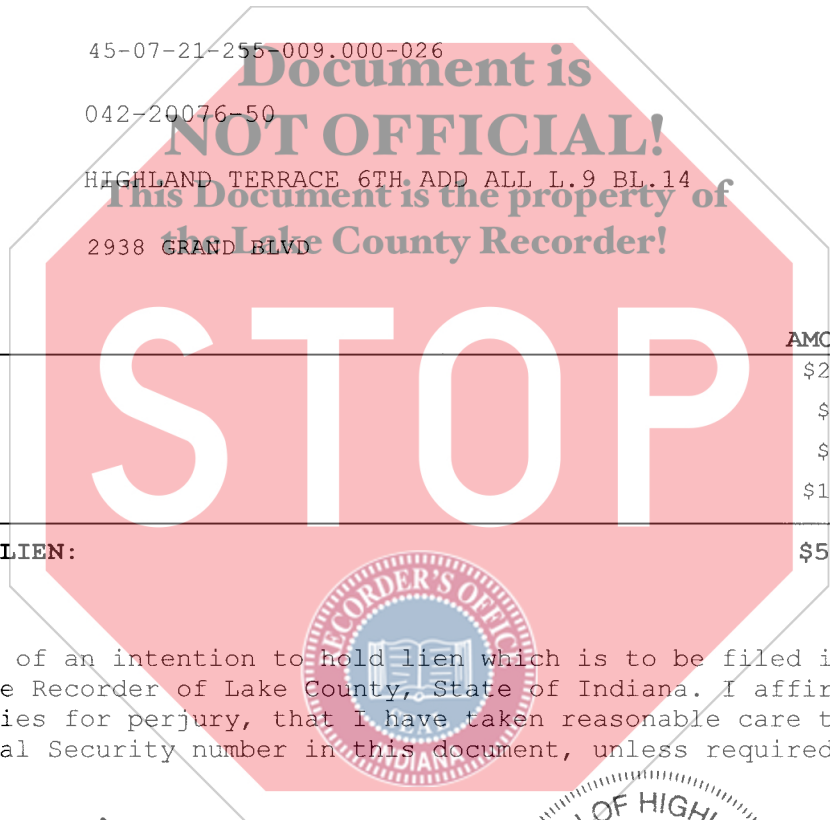 45-07-21-255-009.000-026
Document is
042-20076-50
NOT OFFICIAL!
HIGHLAND TERRACE 6TH ADD ALL L.9 BL.14
This Document is the property of
2938 GRAND BLVD
the Lake County Recorder!
STOP
AMO
$2
$
$
$1
LIEN:
$5
RECORDER'S OFFICE
of an intention to hold lien which is to be filed i
e Recorder of Lake County, State of Indiana. I affir
ies for perjury, that I have taken reasonable care t
al Security number in this document, unless required
INDIANA
OF HIGH